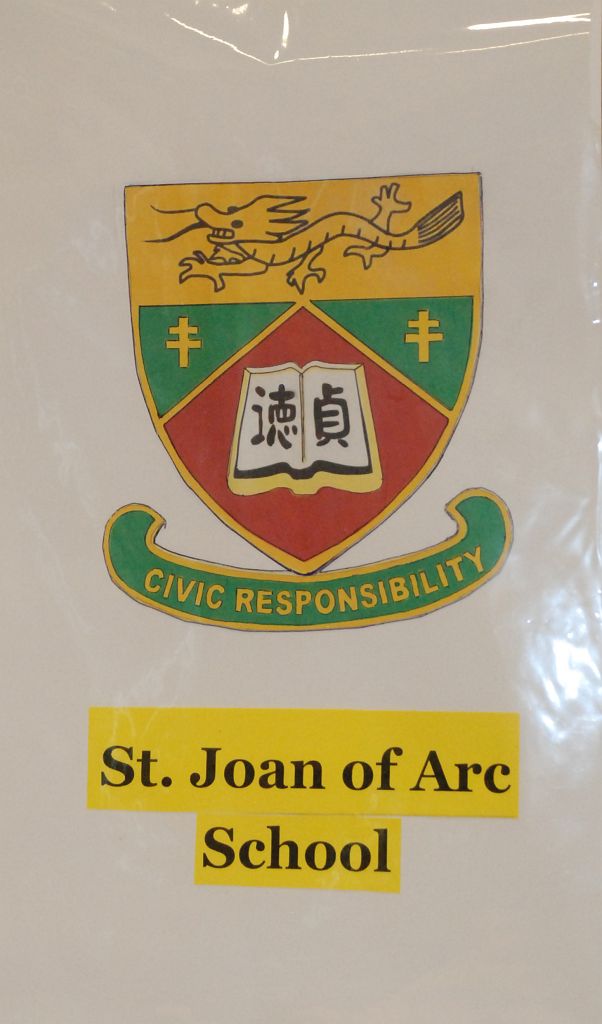 德貞
CIVIC RESPONSIBILITY
St. Joan of Arc
School